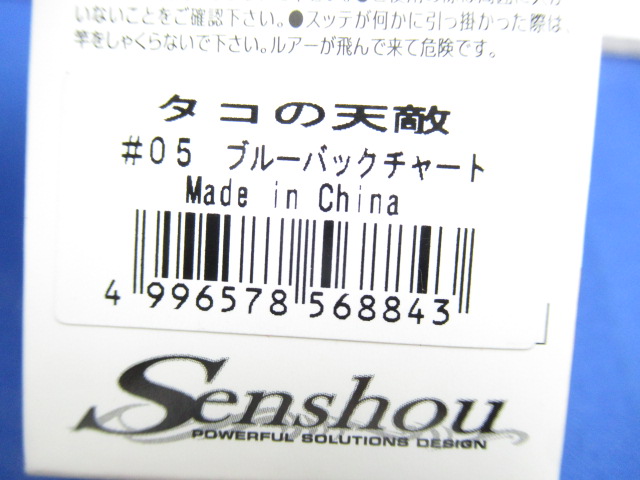 いないことをご確認下さい。●スッテが何かに引っ掛かった際は、
竿をしゃくらないで下さい。ルアーが飛んで来て危険です。
タコの天敵
#05 ブルーバックチャート
Made in China
4 996578 568843
Senshou
POWERFUL SOLUTIONS DESIGN